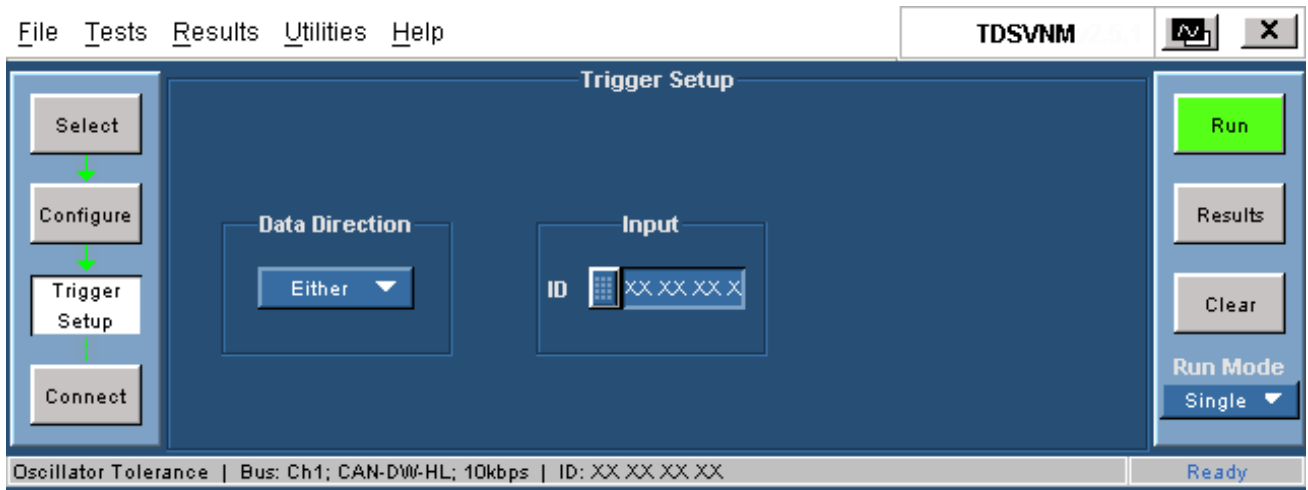 File Tests Results Utilities Help TDSVNM
Trigger Setup
Select
Configure
Trigger
Setup
Connect
Data Direction
Either
Input
ID XX XX XX X
Run
Results
Clear
Run Mode
Single
Oscillator Tolerance | Bus: Ch1; CAN-DW-HL; 10kbps | ID: XX XX XX XX Ready